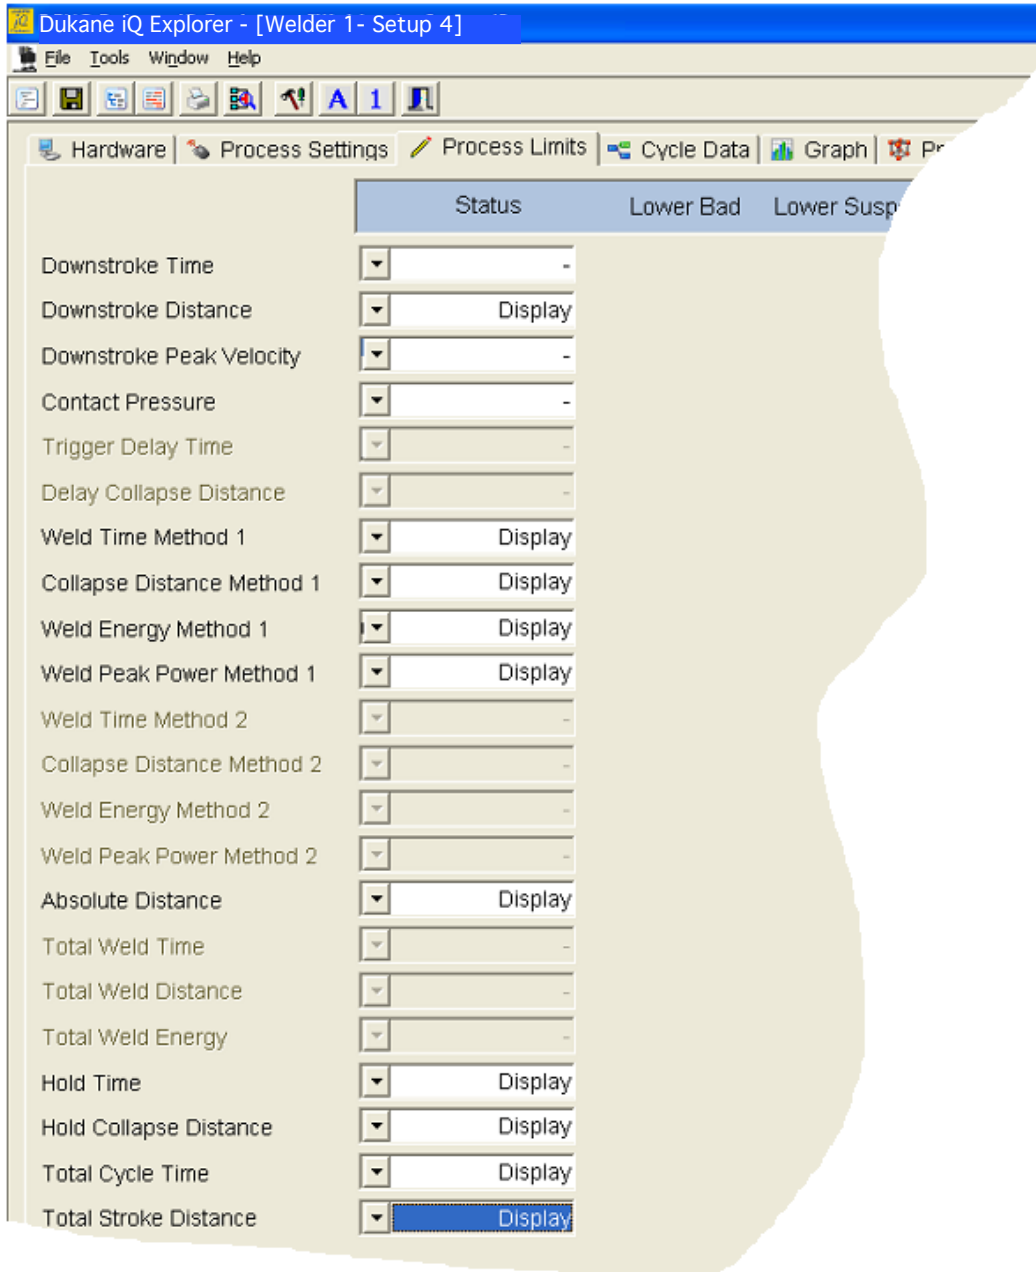 Dukane iQ Explorer - [Welder 1- Setup 4]
File Tools Window Help
A 1
Hardware Process Settings Process Limits Cycle Data Graph
Status Lower Bad Lower
Downstroke Time -
Downstroke Distance Display
Downstroke Peak Velocity -
Contact Pressure -
Trigger Delay Time -
Delay Collapse Distance -
Weld Time Method 1 Display
Collapse Distance Method 1 Display
Weld Energy Method 1 Display
Weld Peak Power Method 1 Display
Weld Time Method 2 -
Collapse Distance Method 2 -
Weld Energy Method 2 -
Weld Peak Power Method 2 -
Absolute Distance Display
Total Weld Time -
Total Weld Distance -
Total Weld Energy -
Hold Time Display
Hold Collapse Distance Display
Total Cycle Time Display
Total Stroke Distance Display